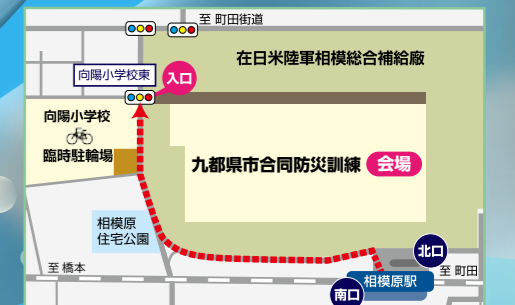 至 町田街道
在日米陸軍相模総合補給廠
向陽小学校東
入口
向陽小学校
臨時駐輪場
九都県市合同防災訓練 会場
相模原
住宅公園
北口
至 橋本
至 町田
相模原駅
南口